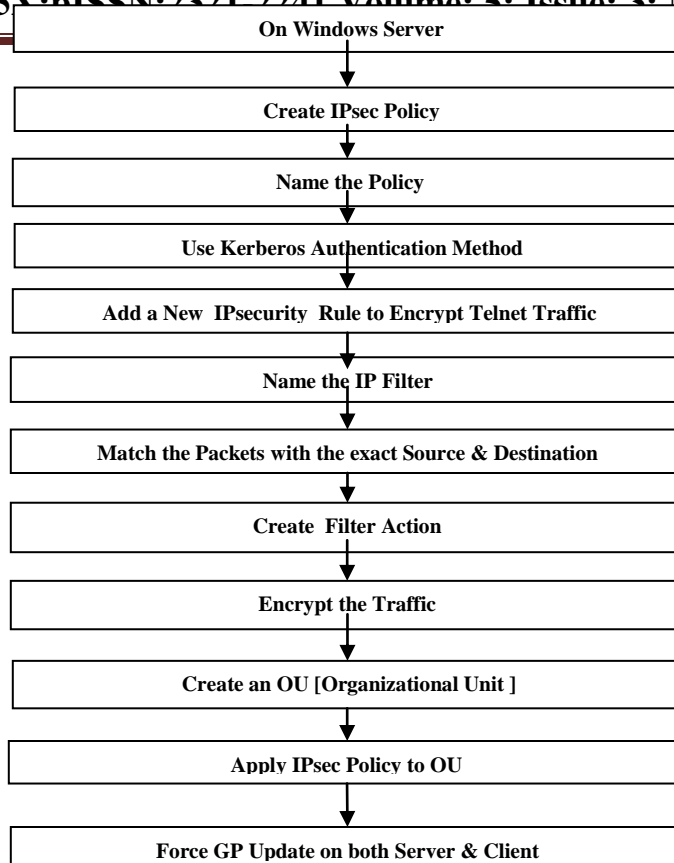 On Windows Server
Create IPsec Policy
Name the Policy
Use Kerberos Authentication Method
Add a New IPsecurity Rule to Encrypt Telnet Traffic
Name the IP Filter
Match the Packets with the exact Source & Destination
Create Filter Action
Encrypt the Traffic
Create an OU [Organizational Unit ]
Apply IPsec Policy to OU
Force GP Update on both Server & Client